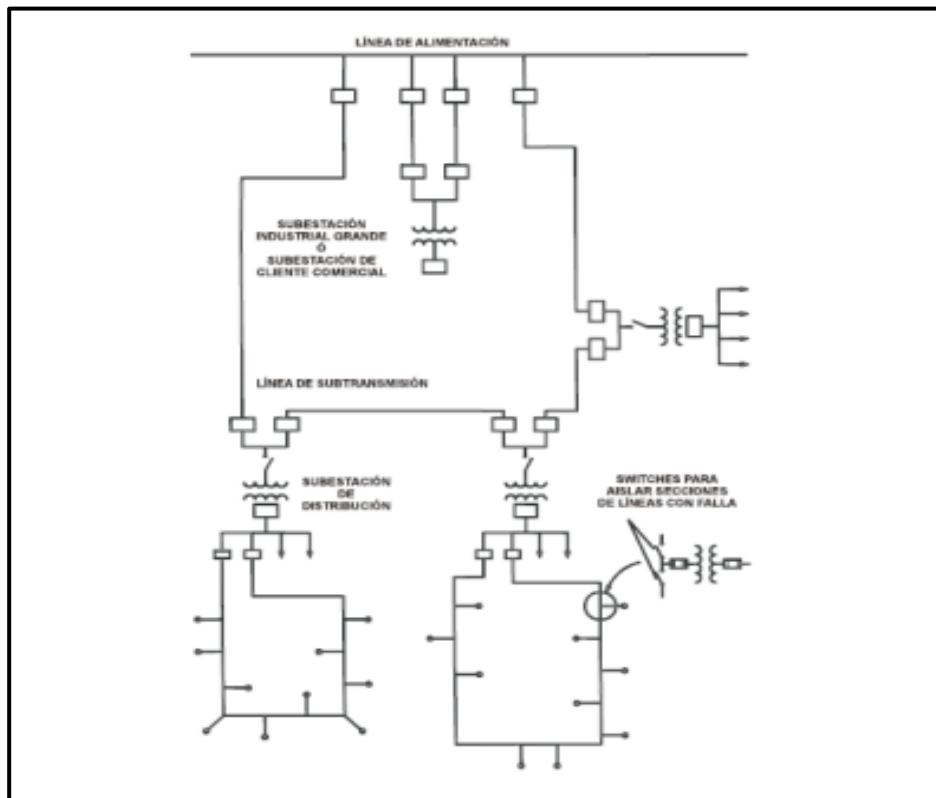 LÍNEA DE ALIMENTACIÓN
SUBESTACIÓN
INDUSTRIAL GRANDE
Ó
SUBESTACIÓN DE
CLIENTE COMERCIAL
LÍNEA DE SUBTRANSMISIÓN
SUBESTACIÓN
DE
DISTRIBUCIÓN
SWITCHES PARA
AISLAR SECCIONES
DE LÍNEAS CON FALLA